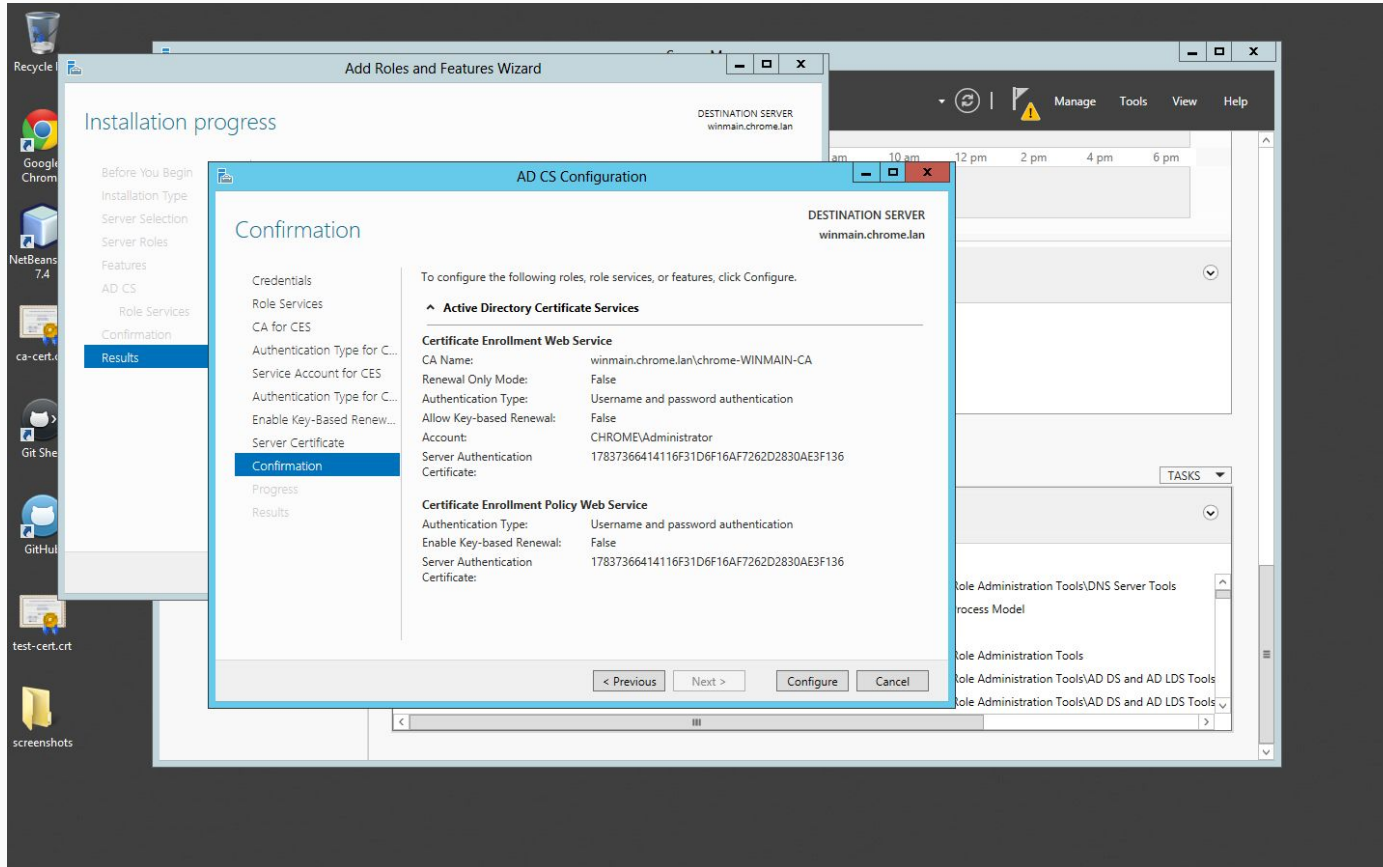 Recycle
Google
Chrom
NetBeans
7.4
ca-cert.c
Git She
GitHub
test-cert.crt
screenshots
Manage Tools View Help
am 10 am 12 pm 2 pm 4 pm 6 pm
TASKS
Role Administration Tools\DNS Server Tools
rocess Model
Role Administration Tools
Role Administration Tools\AD DS and AD LDS Tools
Role Administration Tools\AD DS and AD LDS Tools
Add Roles and Features Wizard
Installation progress
DESTINATION SERVER
winmain.chrome.lan
Before You Begin
Installation Type
Server Selection
Server Roles
Features
AD CS
Role Services
Confirmation
Results
AD CS Configuration
Confirmation
DESTINATION SERVER
winmain.chrome.lan
Credentials
Role Services
CA for CES
Authentication Type for C...
Service Account for CES
Authentication Type for C...
Enable Key-Based Renew...
Server Certificate
Confirmation
Progress
Results
To configure the following roles, role services, or features, click Configure.
Active Directory Certificate Services
Certificate Enrollment Web Service
CA Name: winmain.chrome.lan\chrome-WINMAIN-CA
Renewal Only Mode: False
Authentication Type: Username and password authentication
Allow Key-based Renewal: False
Account: CHROME\Administrator
Server Authentication 17837366414116F31D6F16AF7262D2830AE3F136
Certificate:
Certificate Enrollment Policy Web Service
Authentication Type: Username and password authentication
Enable Key-based Renewal: False
Server Authentication 17837366414116F31D6F16AF7262D2830AE3F136
Certificate:
< Previous Next > Configure Cancel